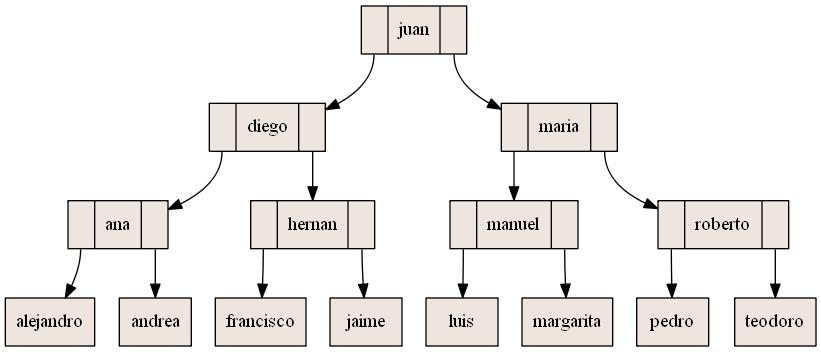 juan
diego
maria
ana
hernan
manuel
roberto
alejandro
andrea
francisco
jaime
luis
margarita
pedro
teodoro